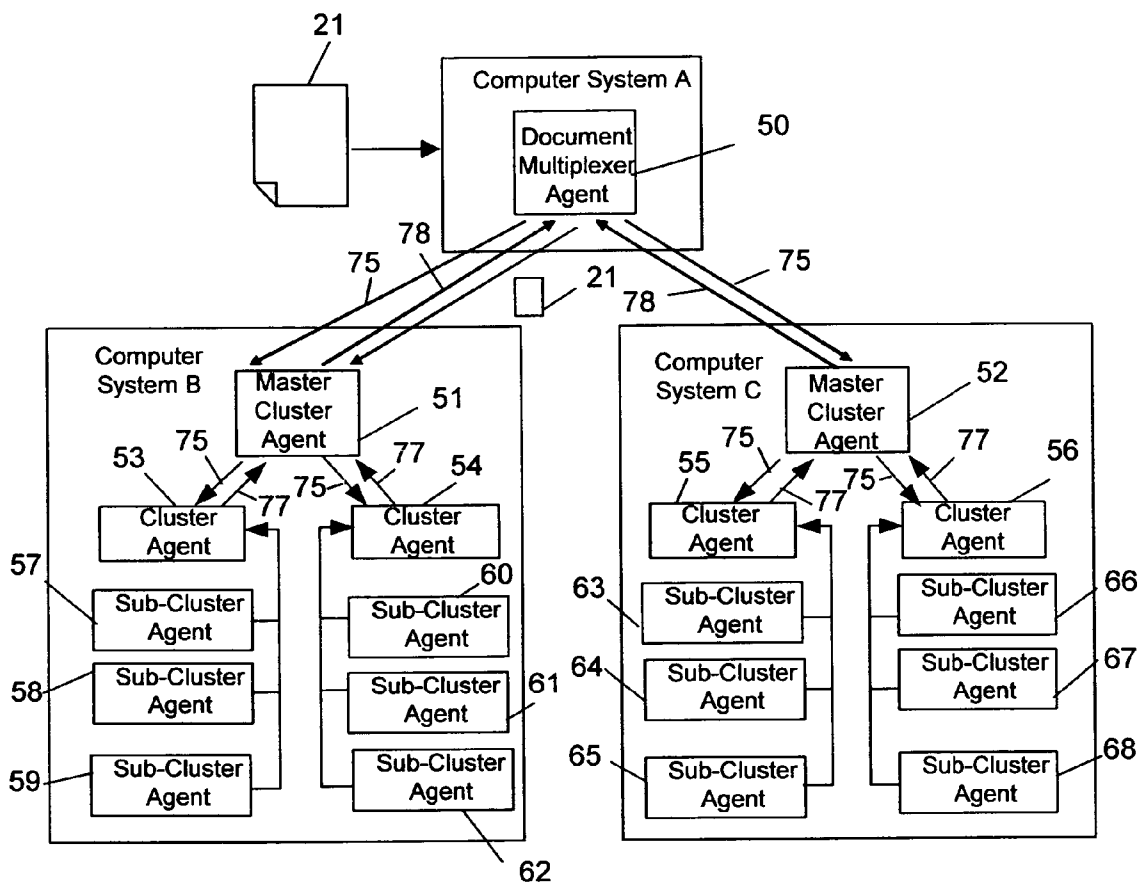 21
Computer System A
Document
Multiplexer
Agent
50
75
78
21
78
75
Computer
System B
Master
Cluster
Agent
51
53
75
77
75
77
54
Cluster
Agent
Cluster
Agent
57
Sub-Cluster
Agent
58
Sub-Cluster
Agent
59
Sub-Cluster
Agent
60
Sub-Cluster
Agent
61
Sub-Cluster
Agent
Sub-Cluster
Agent
62
Computer
System C
Master
Cluster
Agent
52
55
75
77
75
77
56
Cluster
Agent
Cluster
Agent
63
Sub-Cluster
Agent
64
Sub-Cluster
Agent
65
Sub-Cluster
Agent
66
Sub-Cluster
Agent
67
Sub-Cluster
Agent
68
Sub-Cluster
Agent